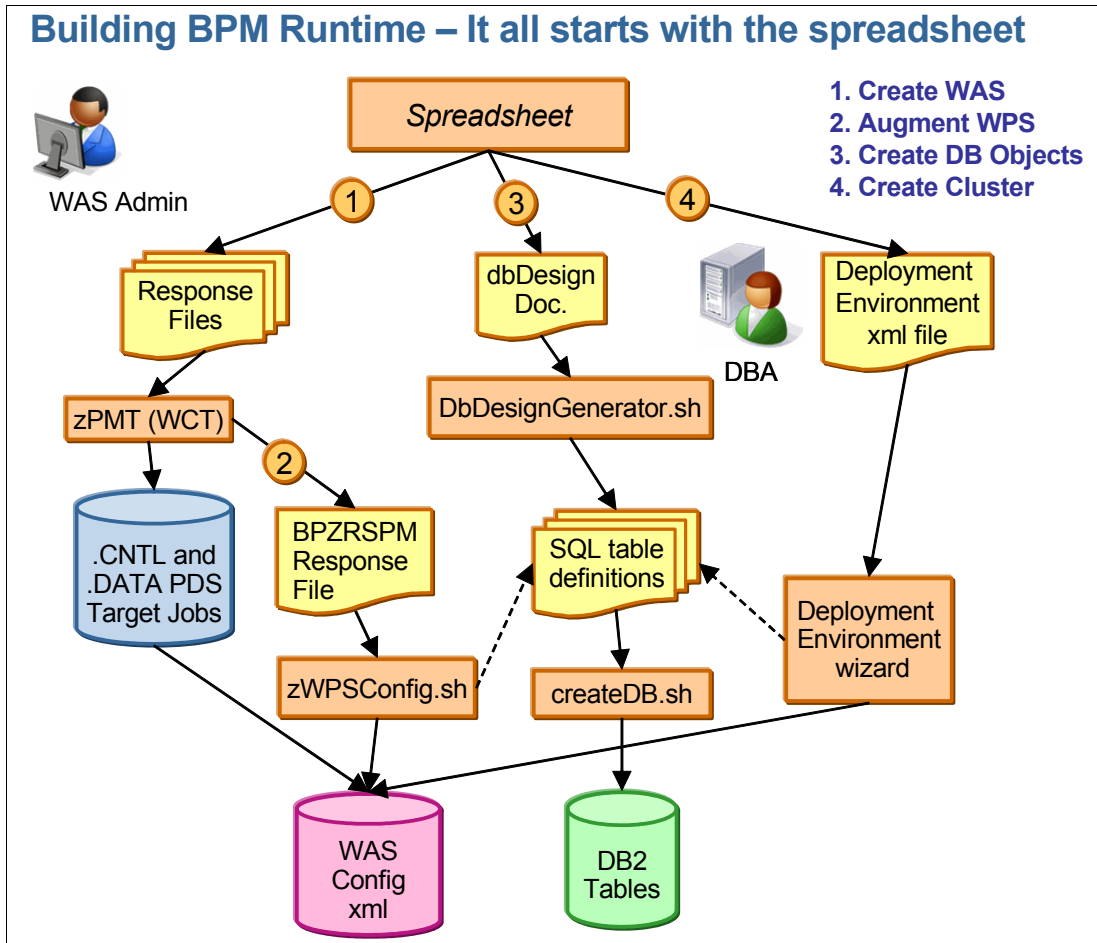 Building BPM Runtime – It all starts with the spreadsheet
1. Create WAS
2. Augment WPS
3. Create DB Objects
4. Create Cluster
Spreadsheet
WAS Admin
1
3
4
Response
Files
dbDesign
Doc.
DBA
Deployment
Environment
xml file
zPMT (WCT)
DbDesignGenerator.sh
2
.CNTL and
.DATA PDS
Target Jobs
BPZRSPM
Response
File
SQL table
definitions
Deployment
Environment
wizard
zWPSConfig.sh
createDB.sh
WAS
Config
xml
DB2
Tables